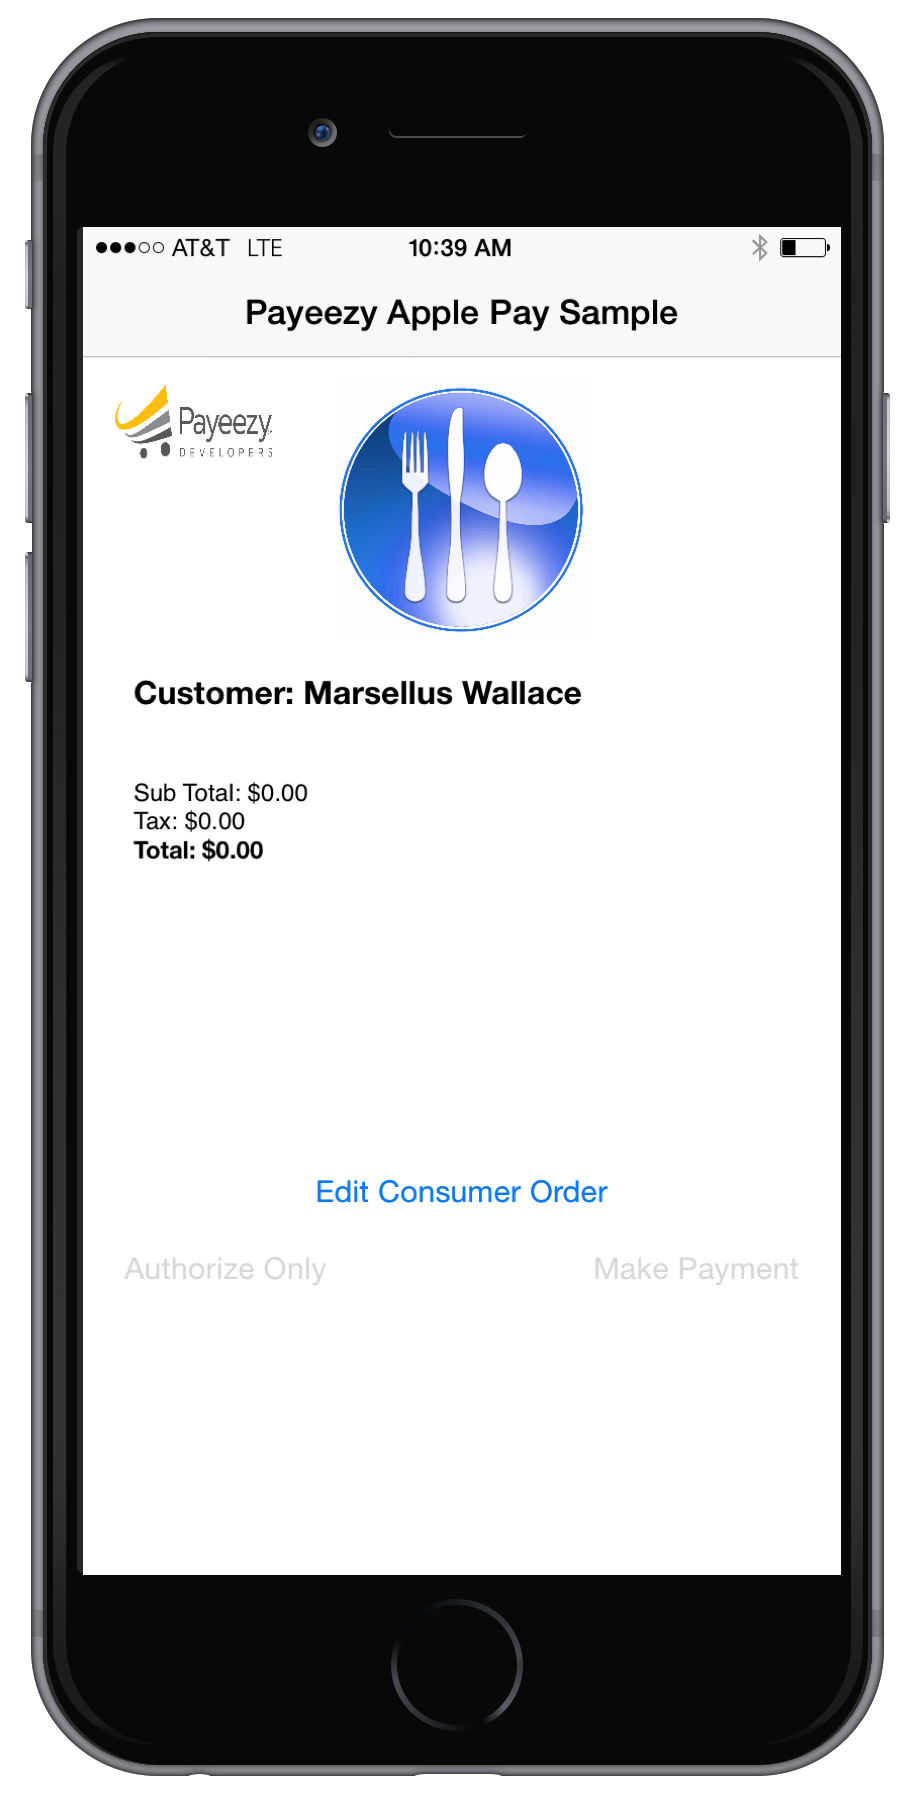 AT&T LTE 10:39 AM
Payeezy Apple Pay Sample
Payeezy
DEVELOPERS
Customer: Marsellus Wallace
Sub Total: $0.00
Tax: $0.00
Total: $0.00
Edit Consumer Order
Authorize Only Make Payment